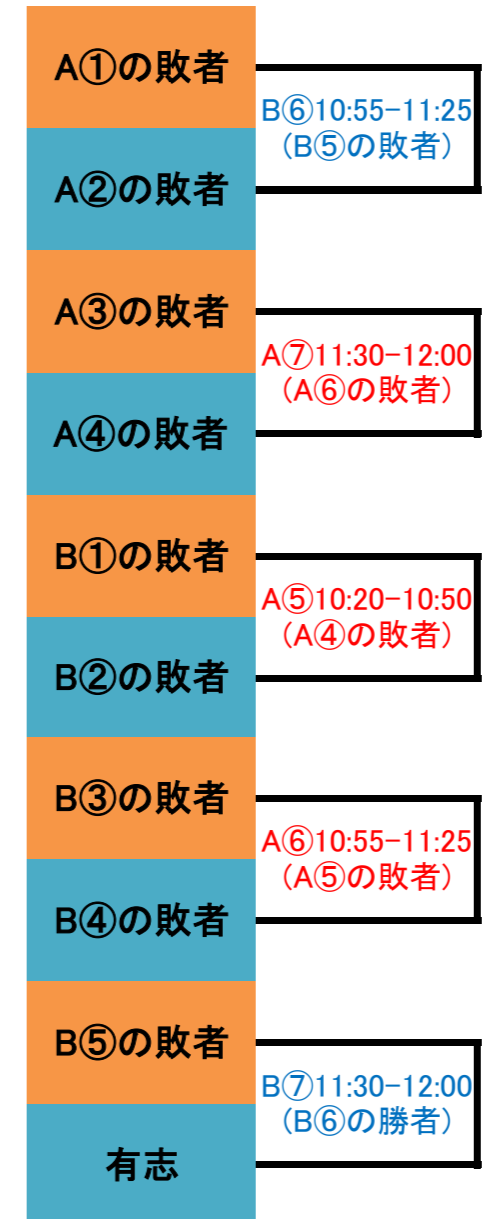 A①の敗者
B⑥10:55-11:25
(B⑤の敗者)
A②の敗者
A③の敗者
A⑦11:30-12:00
(A⑥の敗者)
A④の敗者
B①の敗者
A⑤10:20-10:50
(A④の敗者)
B②の敗者
B③の敗者
A⑥10:55-11:25
(A⑤の敗者)
B④の敗者
B⑤の敗者
B⑦11:30-12:00
(B⑥の勝者)
有志